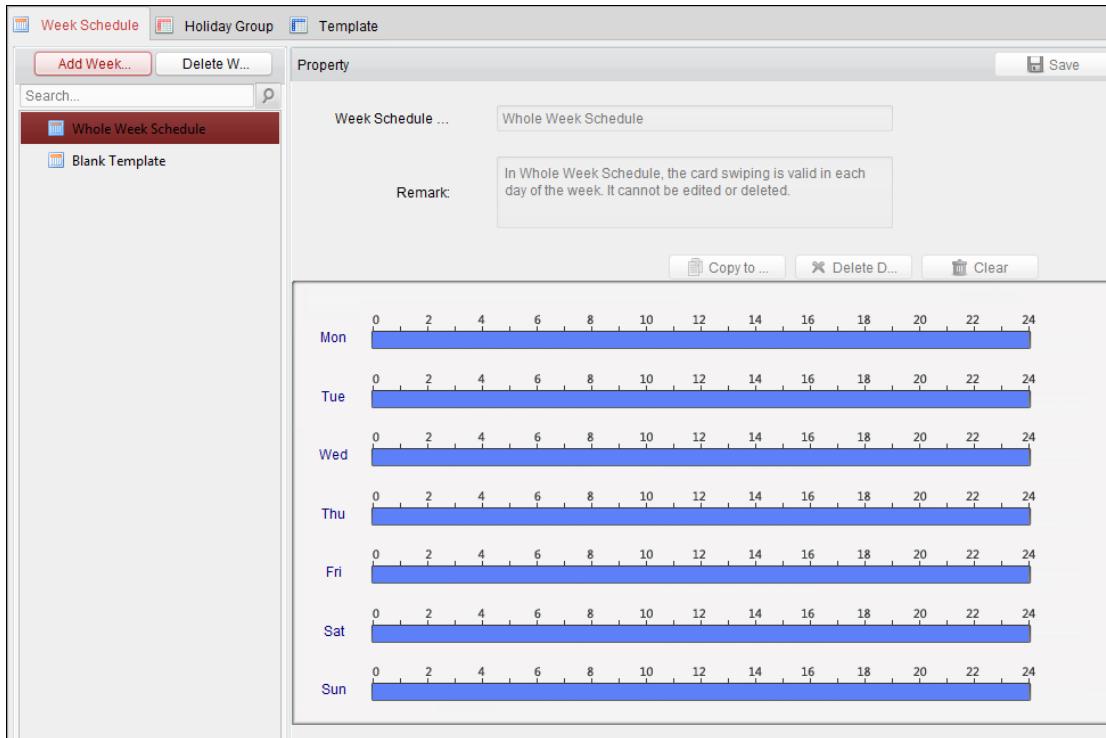 Week Schedule Holiday Group Template
Add Week... Delete W... Property Save
Search...
Week Schedule ... Whole Week Schedule
Whole Week Schedule
Blank Template
Remark: In Whole Week Schedule, the card swiping is valid in each
day of the week. It cannot be edited or deleted.
Copy to ... Delete D... Clear
0 2 4 6 8 10 12 14 16 18 20 22 24
Mon
0 2 4 6 8 10 12 14 16 18 20 22 24
Tue
0 2 4 6 8 10 12 14 16 18 20 22 24
Wed
0 2 4 6 8 10 12 14 16 18 20 22 24
Thu
0 2 4 6 8 10 12 14 16 18 20 22 24
Fri
0 2 4 6 8 10 12 14 16 18 20 22 24
Sat
0 2 4 6 8 10 12 14 16 18 20 22 24
Sun